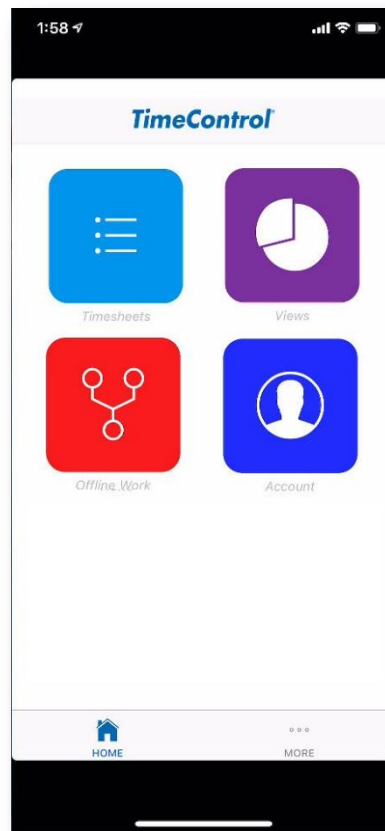 1:58
TimeControl
Timesheets Views
Offline Work Account
HOME MORE